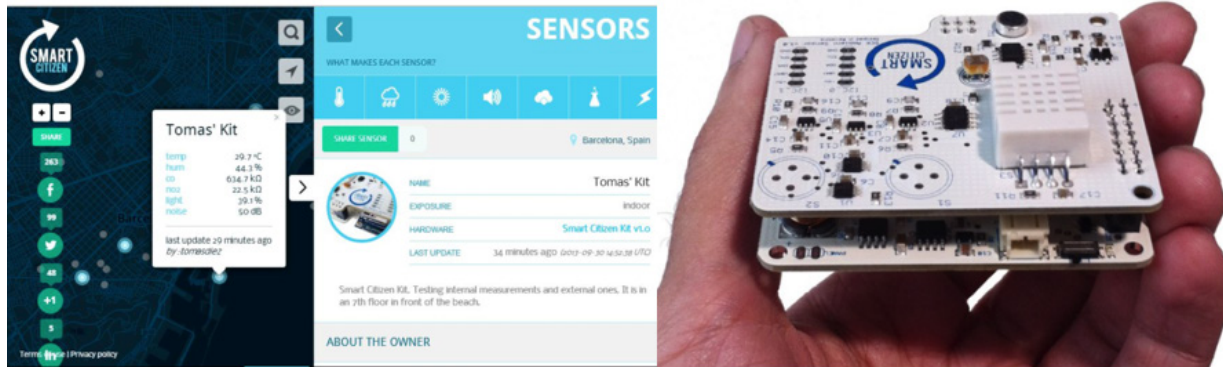 SMART
CITIZEN
+ -
SHARE
263
99
48
+1
5
Privacy policy
Tomas' Kit
temp 29.7 ºC
hum 44.3 %
co 634.7 kΩ
no2 22.5 kΩ
light 39.1 %
noise 50 dB
last update 29 minutes ago
by :tomasdiez
SENSORS
WHAT MAKES EACH SENSOR?
SHARE SENSOR 0
Barcelona, Spain
NAME Tomas' Kit
EXPOSURE indoor
HARDWARE Smart Citizen Kit v1.0
LAST UPDATE 34 minutes ago
Smart Citizen Kit. Testing internal measurements and external ones. It is in
an 7th floor in front of the beach.
ABOUT THE OWNER
SMART
CITIZEN